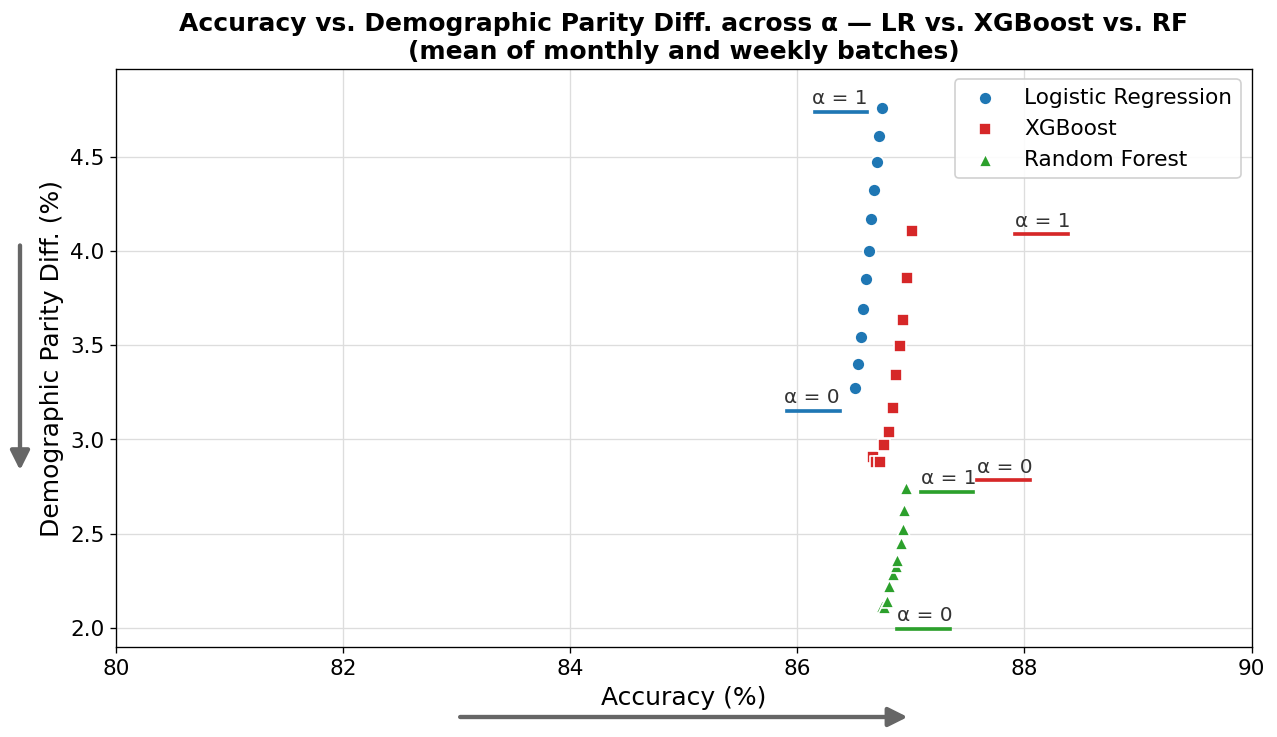 Accuracy vs. Demographic Parity Diff. across α — LR vs. XGBoost vs. RF
(mean of monthly and weekly batches)
Logistic Regression
XGBoost
Random Forest
α = 1
α = 1
α = 0
α = 0
α = 1
α = 0
Demographic Parity Diff. (%)
4.5
4.0
3.5
3.0
2.5
2.0
80
82
84
86
88
90
Accuracy (%)